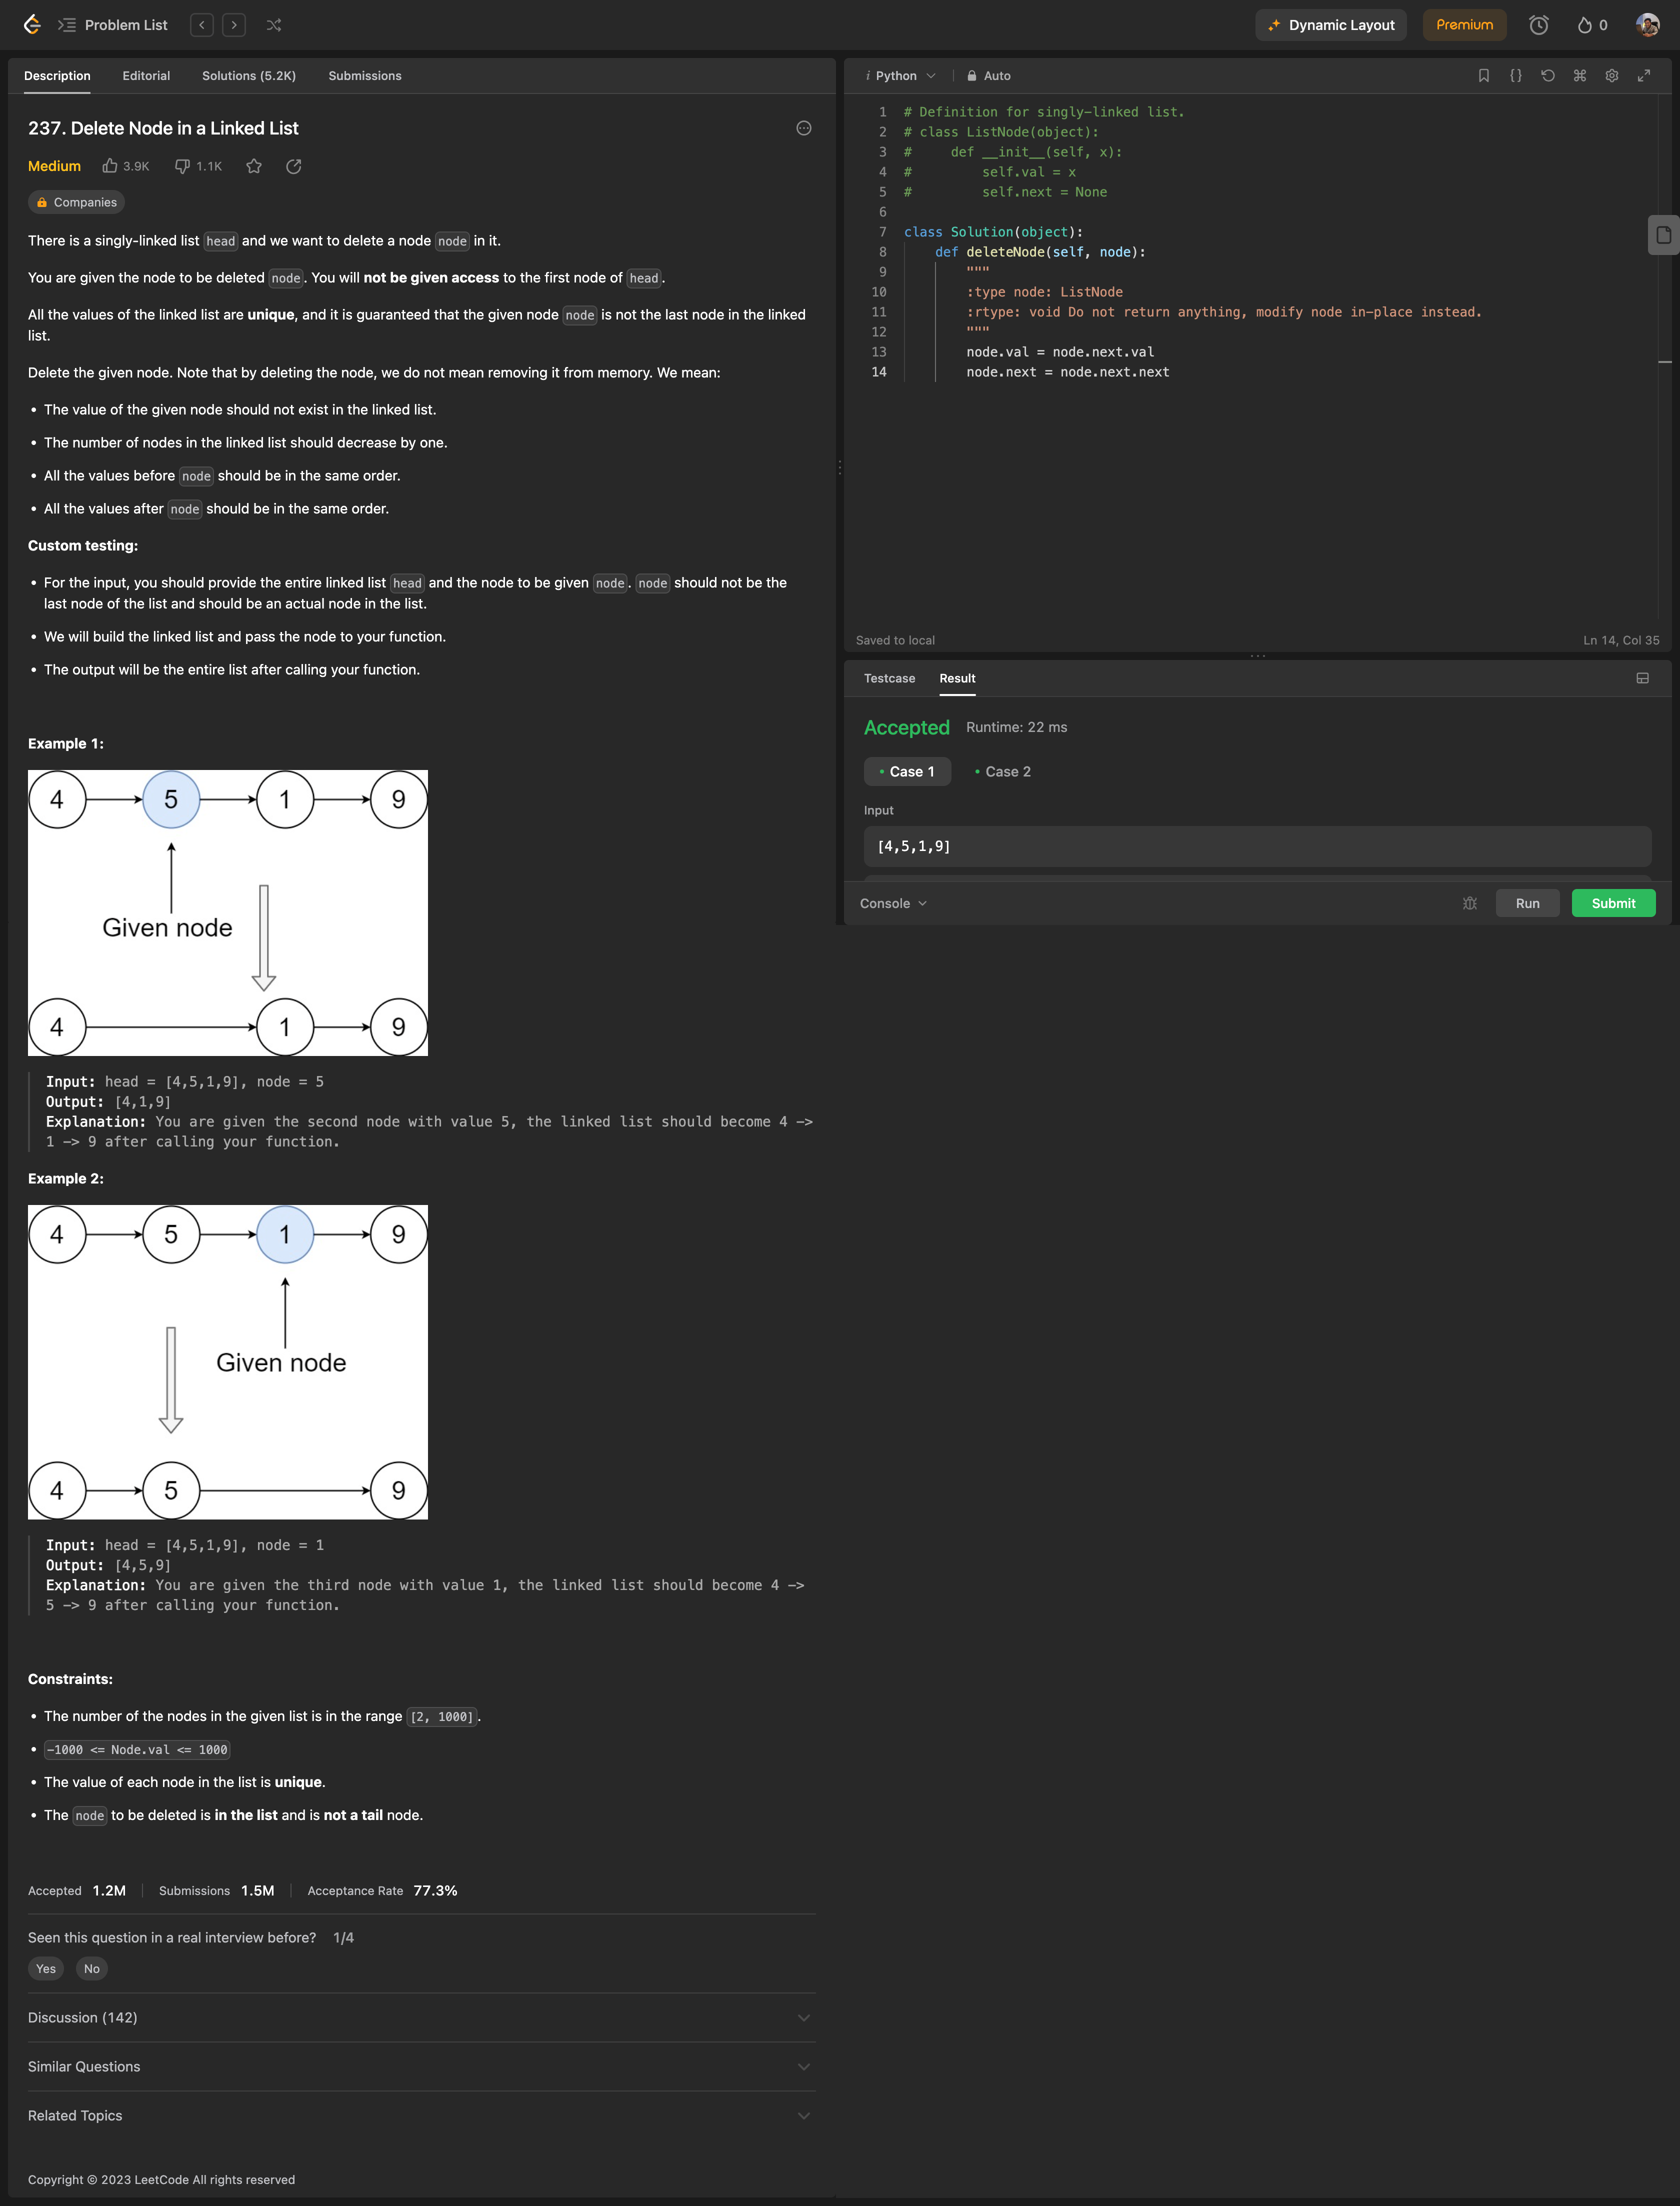 Problem List
Dynamic Layout
Premium
0
Description
Editorial
Solutions (5.2K)
Submissions
237. Delete Node in a Linked List
Medium
3.9K
1.1K
Companies
There is a singly-linked list head and we want to delete a node node in it.
You are given the node to be deleted node. You will not be given access to the first node of head.
All the values of the linked list are unique, and it is guaranteed that the given node node is not the last node in the linked
list.
Delete the given node. Note that by deleting the node, we do not mean removing it from memory. We mean:
• The value of the given node should not exist in the linked list.
• The number of nodes in the linked list should decrease by one.
• All the values before node should be in the same order.
• All the values after node should be in the same order.
Custom testing:
• For the input, you should provide the entire linked list head and the node to be given node. node should not be the
last node of the list and should be an actual node in the list.
• We will build the linked list and pass the node to your function.
• The output will be the entire list after calling your function.
Example 1:
4 5 1 9
Given node
4 1 9
Input: head = [4,5,1,9], node = 5
Output: [4,1,9]
Explanation: You are given the second node with value 5, the linked list should become 4 ->
1 -> 9 after calling your function.
Example 2:
4 5 1 9
Given node
4 5 9
Input: head = [4,5,1,9], node = 1
Output: [4,5,9]
Explanation: You are given the third node with value 1, the linked list should become 4 ->
5 -> 9 after calling your function.
Constraints:
• The number of the nodes in the given list is in the range [2, 1000].
• -1000 <= Node.val <= 1000
• The value of each node in the list is unique.
• The node to be deleted is in the list and is not a tail node.
Accepted 1.2M
Submissions 1.5M
Acceptance Rate 77.3%
Seen this question in a real interview before? 1/4
Yes
No
Discussion (142)
Similar Questions
Related Topics
Copyright © 2023 LeetCode All rights reserved
i Python
Auto
1 # Definition for singly-linked list.
2 # class ListNode(object):
3 #     def __init__(self, x):
4 #         self.val = x
5 #         self.next = None
6
7 class Solution(object):
8     def deleteNode(self, node):
9         """
10         :type node: ListNode
11         :rtype: void Do not return anything, modify node in-place instead.
12         """
13         node.val = node.next.val
14         node.next = node.next.next
Saved to local
Ln 14, Col 35
Testcase
Result
Accepted
Runtime: 22 ms
• Case 1
• Case 2
Input
[4,5,1,9]
Console
Run
Submit